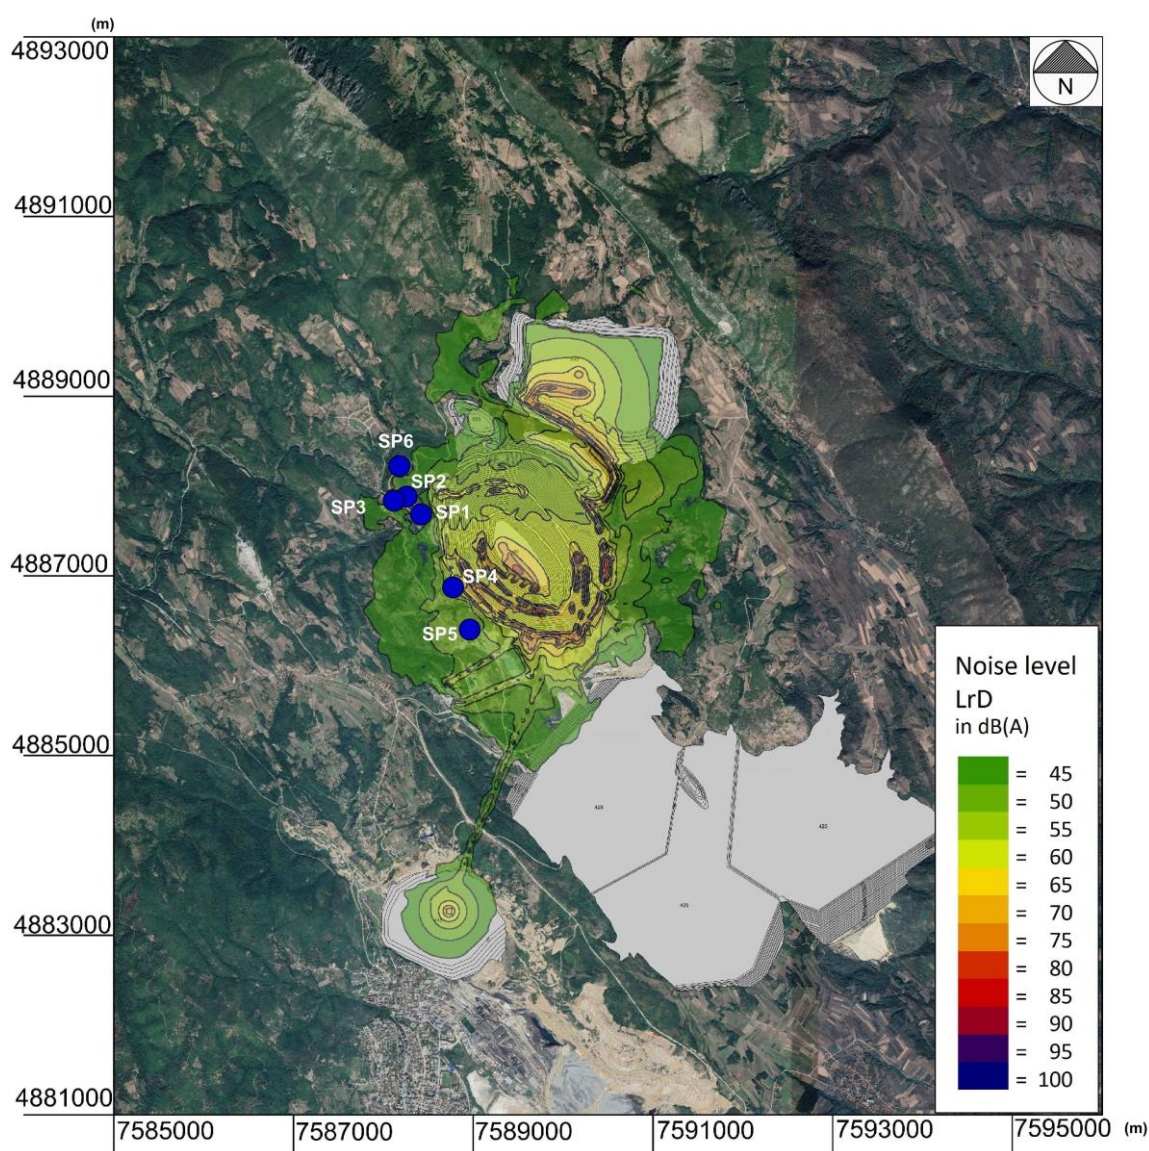 (m)
4893000
N
4891000
4889000
SP6
SP2
SP3
SP1
4887000
SP4
SP5
Noise level
LrD
in dB(A)
4885000
= 45
= 50
= 55
= 60
= 65
= 70
= 75
= 80
= 85
= 90
= 95
= 100
425
4883000
4881000
7585000
7587000
7589000
7591000
7593000
7595000
(m)